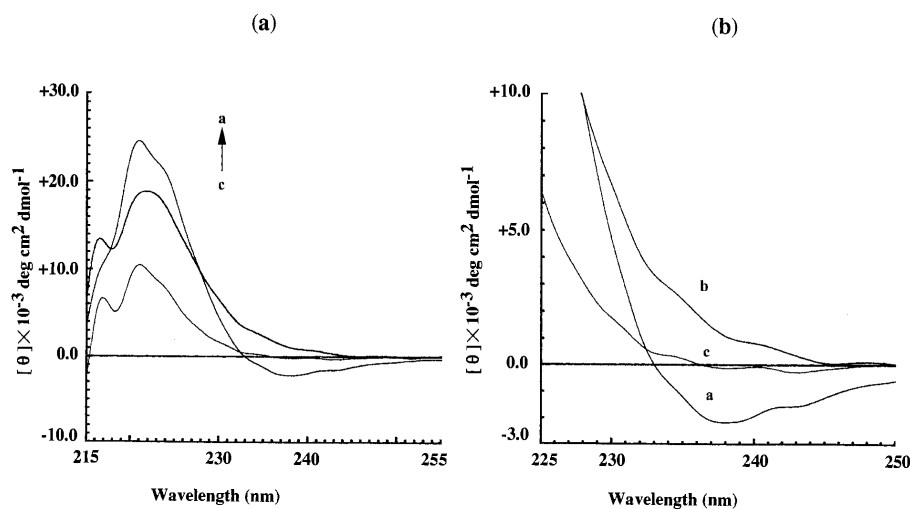 (a)
(b)
+30.0
+20.0
+10.0
0.0
-10.0
[θ]×10⁻³ deg cm² dmol⁻¹
a
c
215
230
240
255
Wavelength (nm)
+10.0
+5.0
0.0
-3.0
[θ]×10⁻³ deg cm² dmol⁻¹
b
c
a
225
230
240
250
Wavelength (nm)